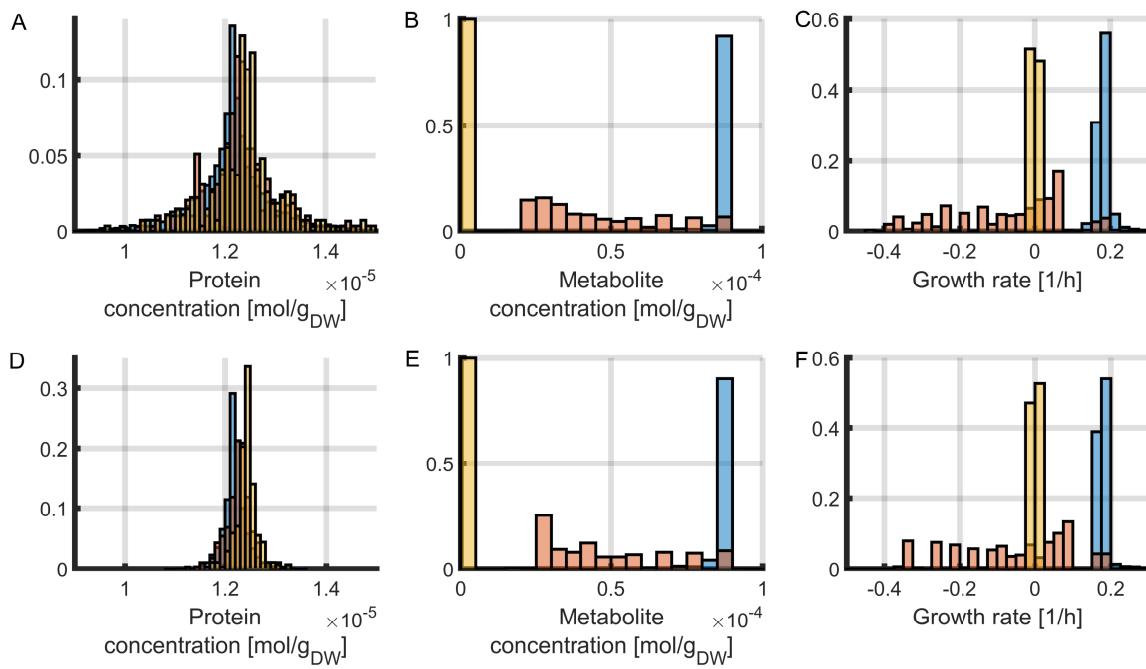 A
0.1
0.05
0
1
1.2
1.4
Protein
×10⁻⁵
concentration [mol/g_DW]
B
1
0.5
0
0
0.5
1
Metabolite
×10⁻⁴
concentration [mol/g_DW]
C
0.6
0.4
0.2
0
-0.4
-0.2
0
0.2
Growth rate [1/h]
D
0.3
0.2
0.1
0
1
1.2
1.4
Protein
×10⁻⁵
concentration [mol/g_DW]
E
1
0.5
0
0
0.5
1
Metabolite
×10⁻⁴
concentration [mol/g_DW]
F
0.6
0.4
0.2
0
-0.4
-0.2
0
0.2
Growth rate [1/h]